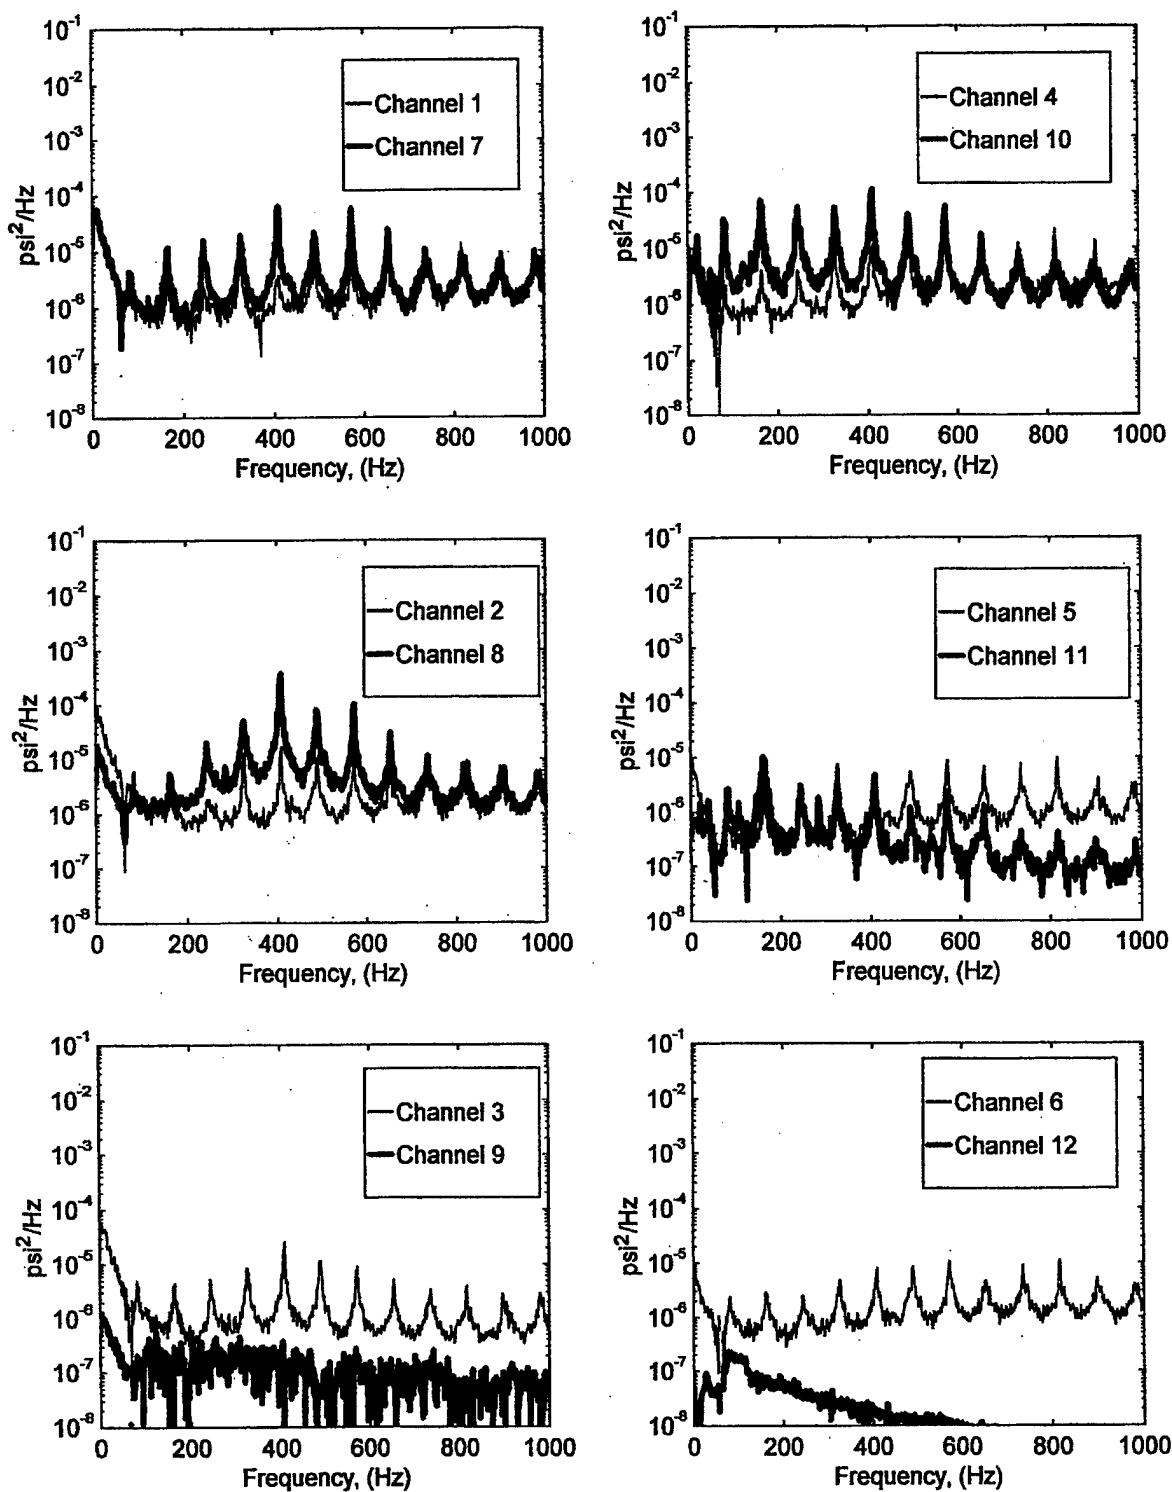 10-1
10-2
10-3
10-4
10-5
10-6
10-7
10-8
psi2/Hz
Channel 1
Channel 7
0 200 400 600 800 1000
Frequency, (Hz)
10-1
10-2
10-3
10-4
10-5
10-6
10-7
10-8
psi2/Hz
Channel 4
Channel 10
0 200 400 600 800 1000
Frequency, (Hz)
10-1
10-2
10-3
10-4
10-5
10-6
10-7
10-8
psi2/Hz
Channel 2
Channel 8
0 200 400 600 800 1000
Frequency, (Hz)
10-1
10-2
10-3
10-4
10-5
10-6
10-7
10-8
psi2/Hz
Channel 5
Channel 11
0 200 400 600 800 1000
Frequency, (Hz)
10-1
10-2
10-3
10-4
10-5
10-6
10-7
10-8
psi2/Hz
Channel 3
Channel 9
0 200 400 600 800 1000
Frequency, (Hz)
10-1
10-2
10-3
10-4
10-5
10-6
10-7
10-8
psi2/Hz
Channel 6
Channel 12
0 200 400 600 800 1000
Frequency, (Hz)